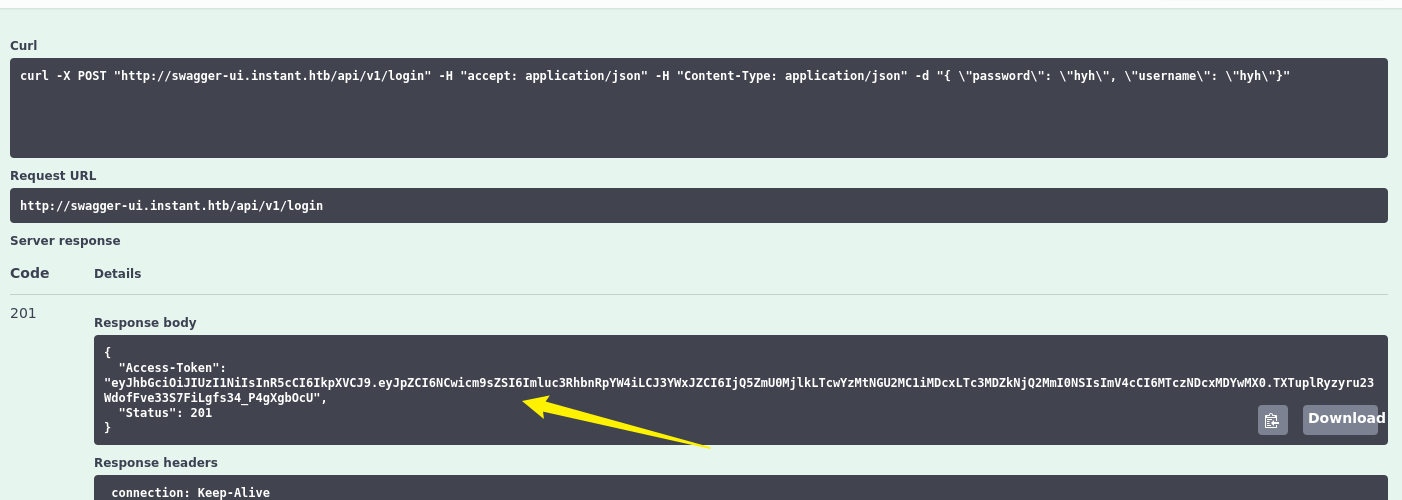 Curl
curl -X POST "http://swagger-ui.instant.htb/api/v1/login" -H "accept: application/json" -H "Content-Type: application/json" -d "{ \"password\": \"hyh\", \"username\": \"hyh\"}"
Request URL
http://swagger-ui.instant.htb/api/v1/login
Server response
Code Details
201
Response body
{
"Access-Token":
"eyJhbGciOiJIUzI1NiIsInR5cCI6IkpXVCJ9.eyJpZCI6NCwicm9sZSI6Imluc3RhbnRpYW4iLCJ3YWxJZCI6IjQ5ZmU0MjlkLTcwYzMtNGU2MC1iMDcxLTc3MDZkNjQ2MmI0NSIsImV4cCI6MTczNDcxMDYwMX0.TXTuplRyzyru23
WdofFve33S7FiLgfs34_P4gXgbOcU",
"Status": 201
}
Download
Response headers
connection: Keep-Alive